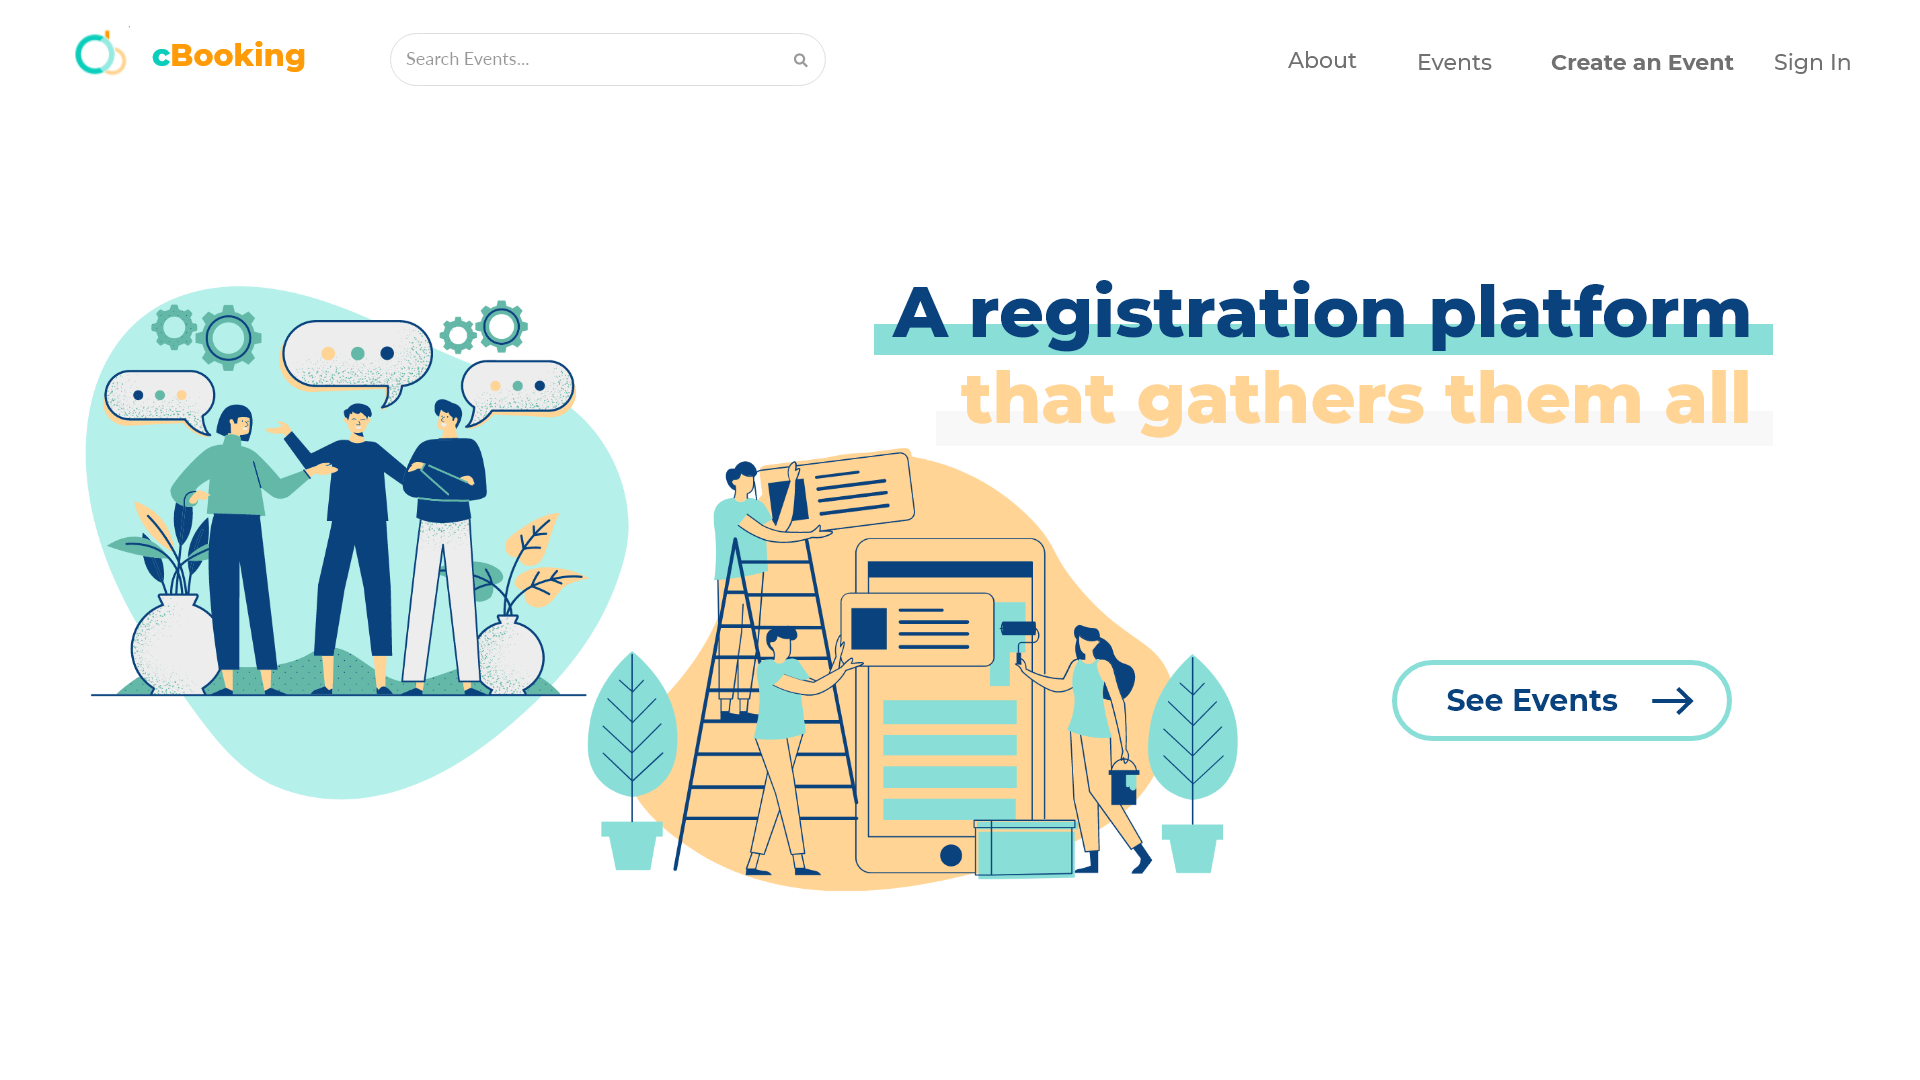 cBooking
Search Events...
About
Events
Create an Event
Sign In
A registration platform
that gathers them all
See Events